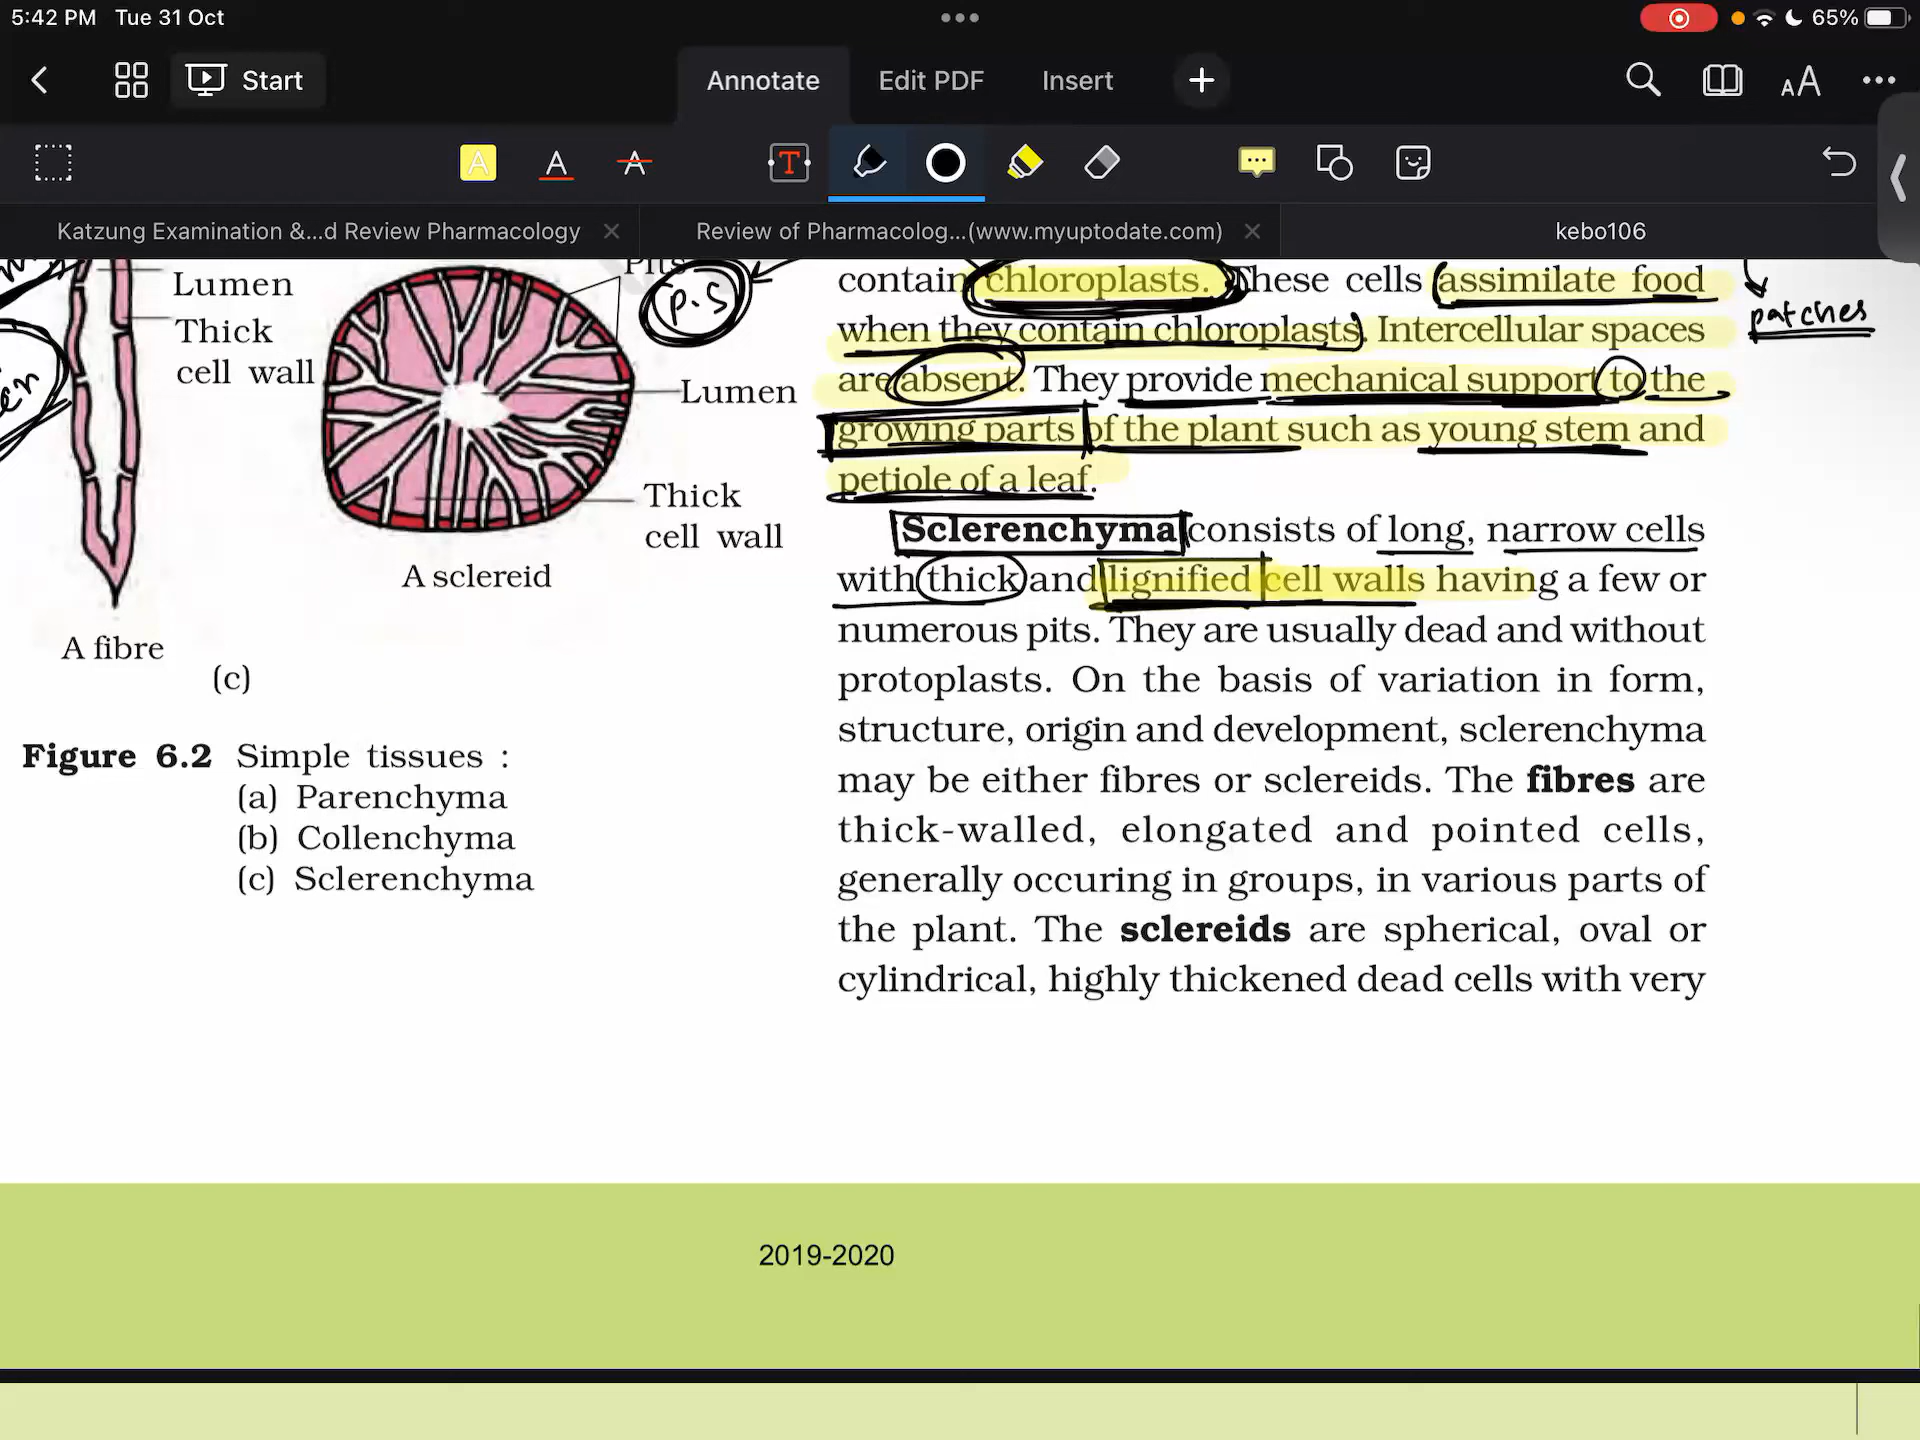 5:42 PM Tue 31 Oct
65%
Start
Annotate
Edit PDF
Insert
AA
A A A T
Katzung Examination &...d Review Pharmacology
Review of Pharmacolog...(www.myuptodate.com)
kebo106
Lumen
Thick
cell wall
Pits
P.S
Lumen
Thick
cell wall
A sclereid
A fibre
(c)
Figure 6.2 Simple tissues :
(a) Parenchyma
(b) Collenchyma
(c) Sclerenchyma
contain chloroplasts. These cells assimilate food
when they contain chloroplasts. Intercellular spaces
are absent. They provide mechanical support to the
growing parts of the plant such as young stem and
petiole of a leaf.
Sclerenchyma consists of long, narrow cells
with thick and lignified cell walls having a few or
numerous pits. They are usually dead and without
protoplasts. On the basis of variation in form,
structure, origin and development, sclerenchyma
may be either fibres or sclereids. The fibres are
thick-walled, elongated and pointed cells,
generally occuring in groups, in various parts of
the plant. The sclereids are spherical, oval or
cylindrical, highly thickened dead cells with very
patches
2019-2020